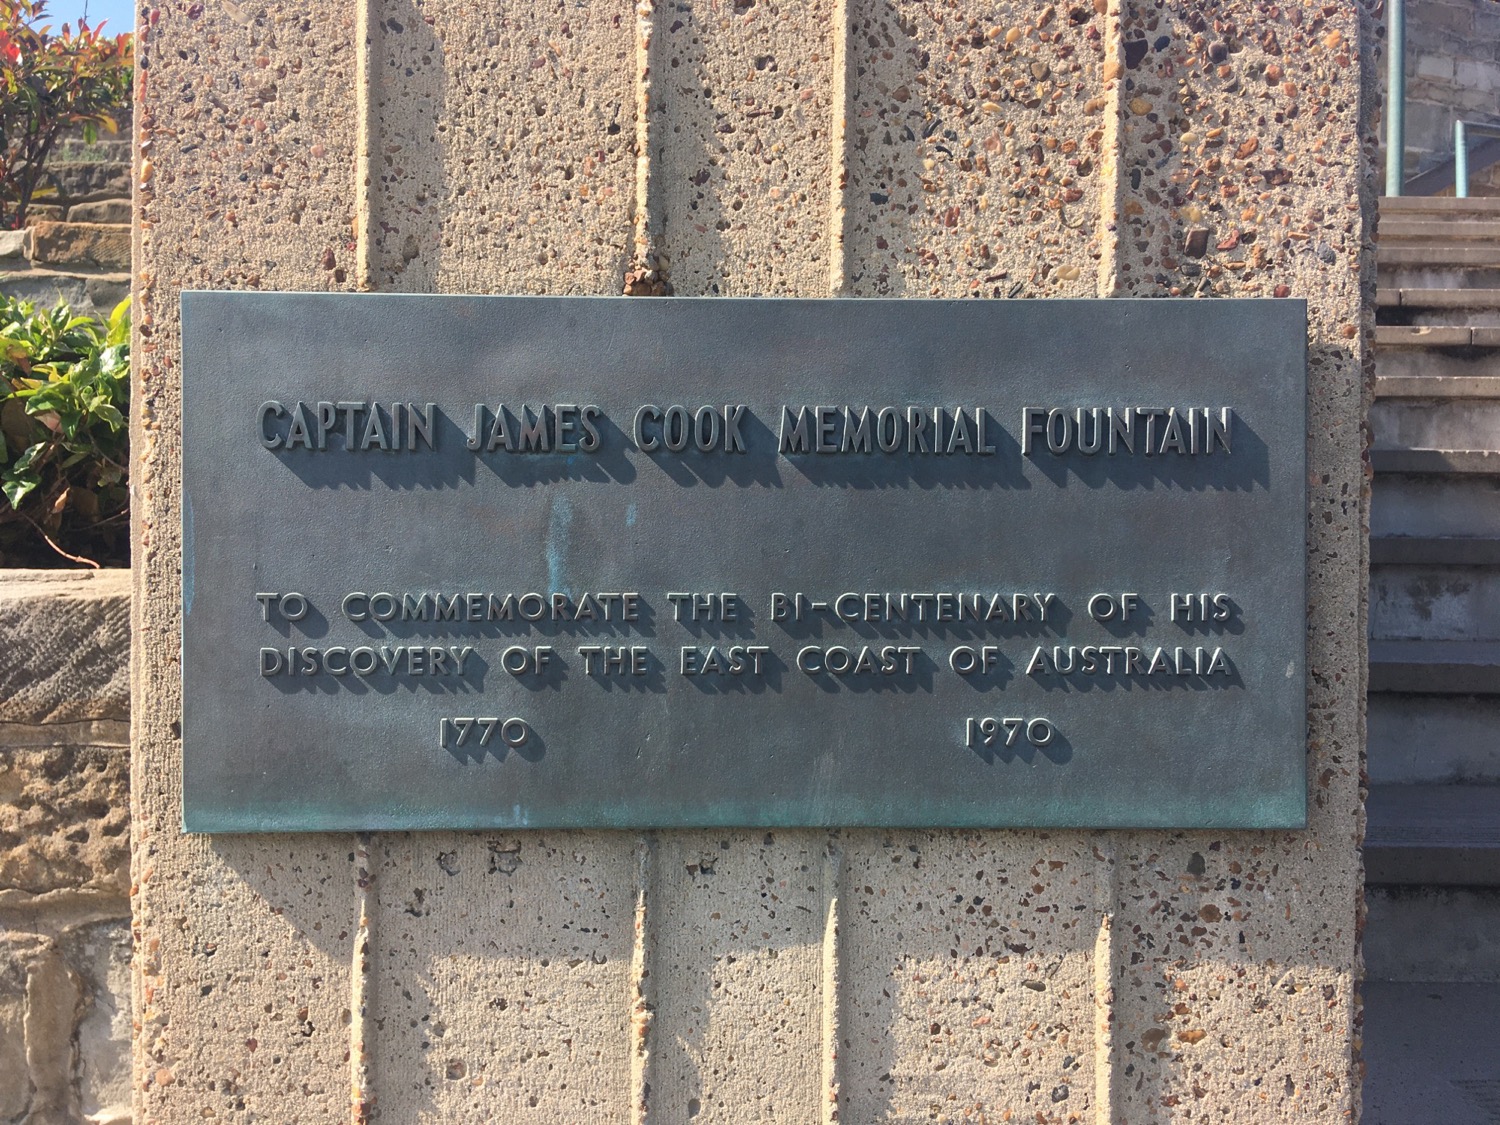 CAPTAIN JAMES COOK MEMORIAL FOUNTAIN
TO COMMEMORATE THE BI-CENTENARY OF HIS
DISCOVERY OF THE EAST COAST OF AUSTRALIA
1770 1970